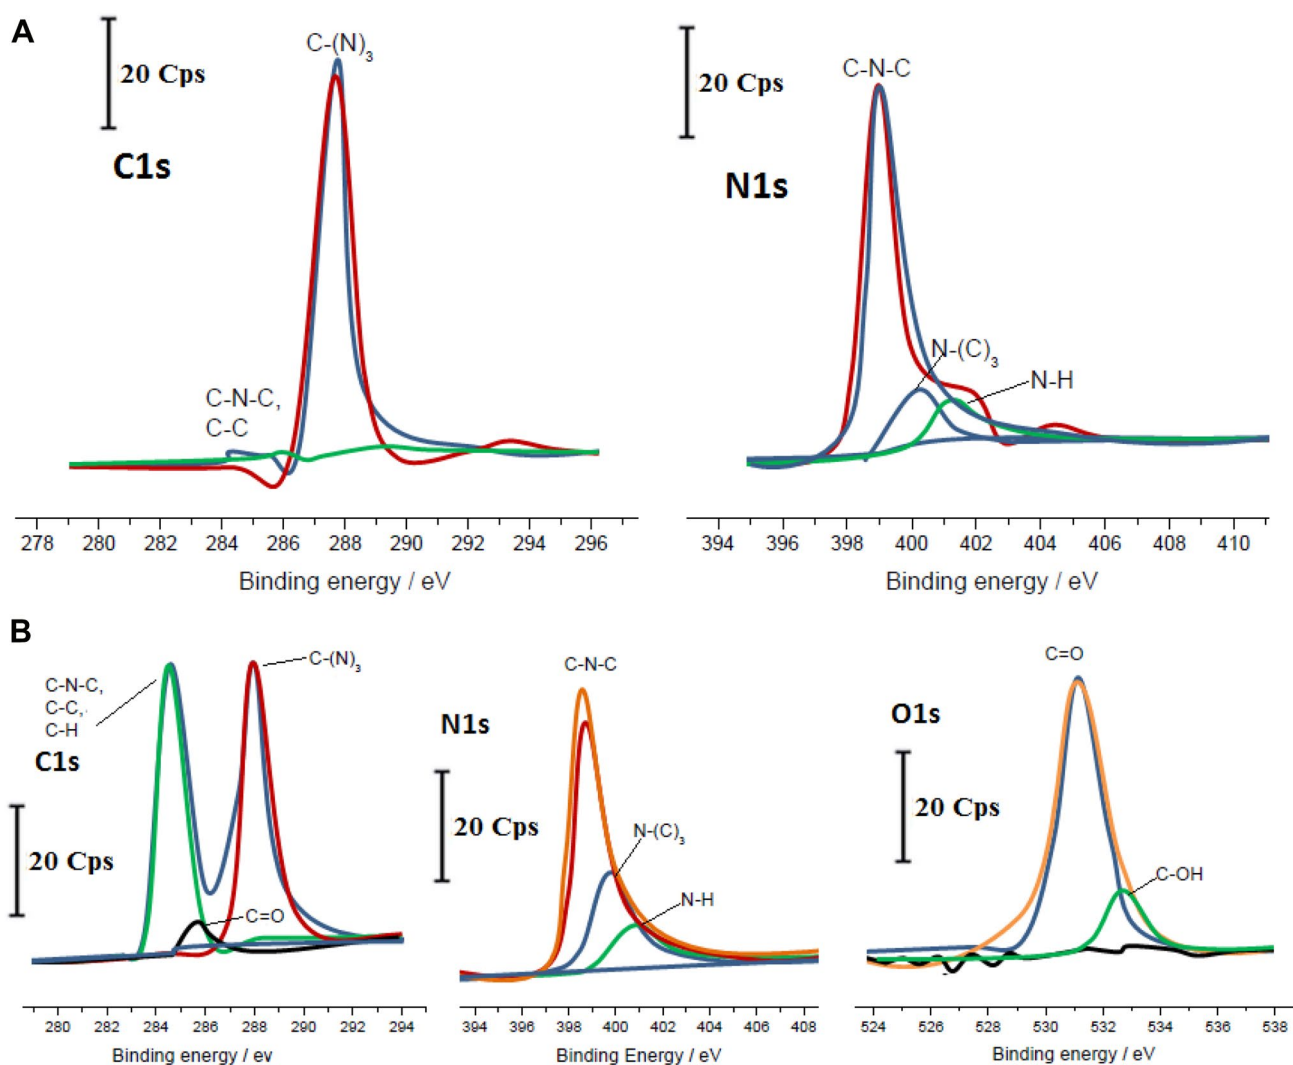 A
20 Cps
C-(N)3
C1s
C-N-C,
C-C
278 280 282 284 286 288 290 292 294 296
Binding energy / eV
20 Cps
C-N-C
N1s
N-(C)3
N-H
394 396 398 400 402 404 406 408 410
Binding energy / eV
B
C-N-C,
C-C,
C-H
C-(N)3
C1s
20 Cps
C=O
280 282 284 286 288 290 292 294
Binding energy / ev
C-N-C
N1s
20 Cps
N-(C)3
N-H
394 396 398 400 402 404 406 408
Binding Energy / eV
C=O
O1s
20 Cps
C-OH
524 526 528 530 532 534 536 538
Binding energy / eV